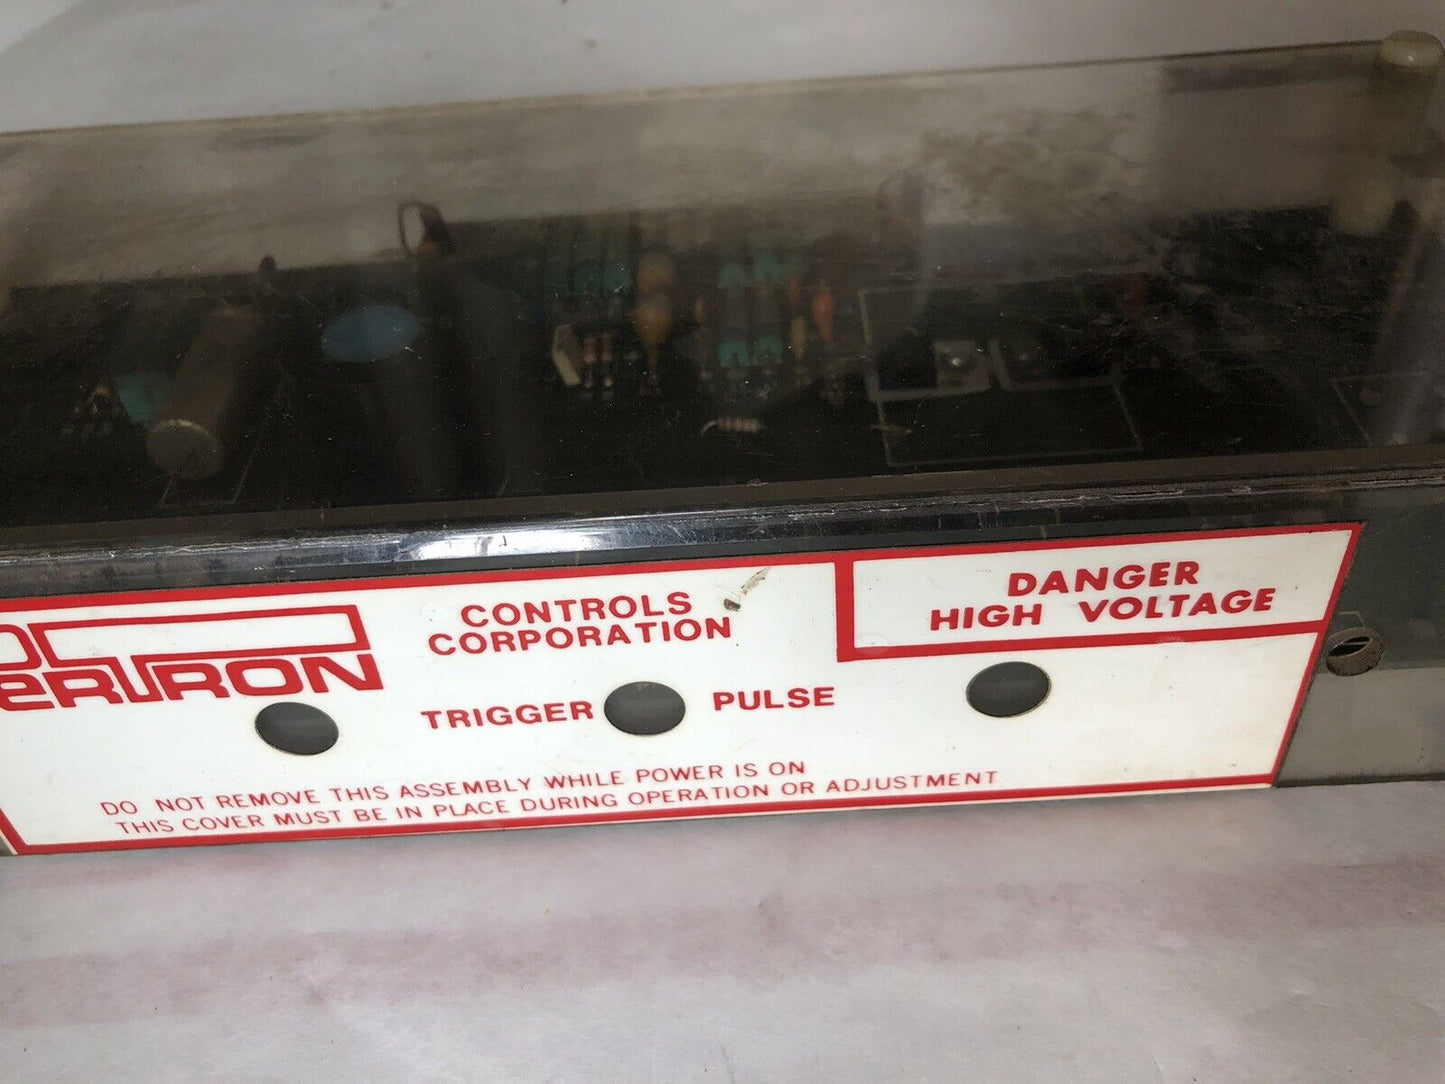 CONTROLS
CORPORATION
TRIGGER PULSE
DANGER
HIGH VOLTAGE
DO NOT REMOVE THIS ASSEMBLY WHILE POWER IS ON
THIS COVER MUST BE IN PLACE DURING OPERATION OR ADJUSTMENT